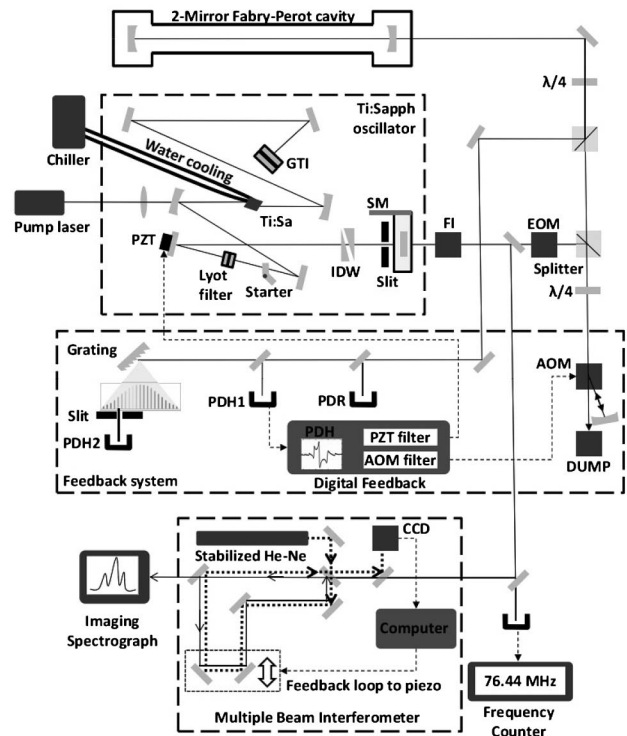 2-Mirror Fabry-Perot cavity
λ/4
Ti:Sapph
oscillator
Chiller
Water cooling
GTI
Ti:Sa
Pump laser
PZT
Lyot
filter
Starter
IDW
SM
Slit
FI
EOM
Splitter
λ/4
Grating
Slit
PDH2
PDH1
PDR
AOM
DUMP
PDH
PZT filter
AOM filter
Feedback system
Digital Feedback
Stabilized He-Ne
CCD
Imaging
Spectrograph
Computer
Feedback loop to piezo
Multiple Beam Interferometer
76.44 MHz
Frequency
Counter